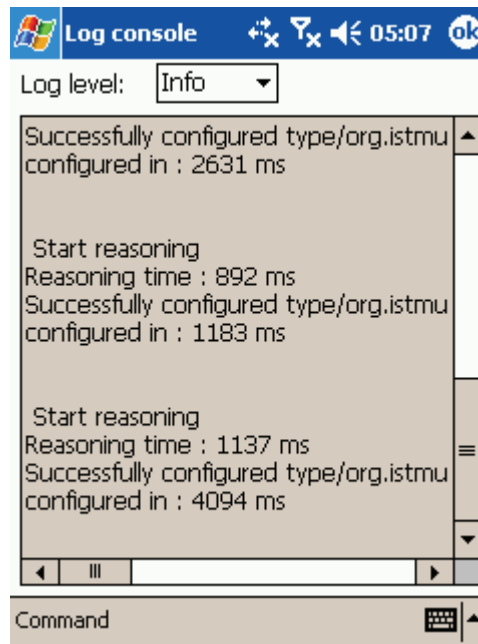 Log console 05:07 ok
Log level: Info
Successfully configured type/org.istmu
configured in : 2631 ms
Start reasoning
Reasoning time : 892 ms
Successfully configured type/org.istmu
configured in : 1183 ms
Start reasoning
Reasoning time : 1137 ms
Successfully configured type/org.istmu
configured in : 4094 ms
Command